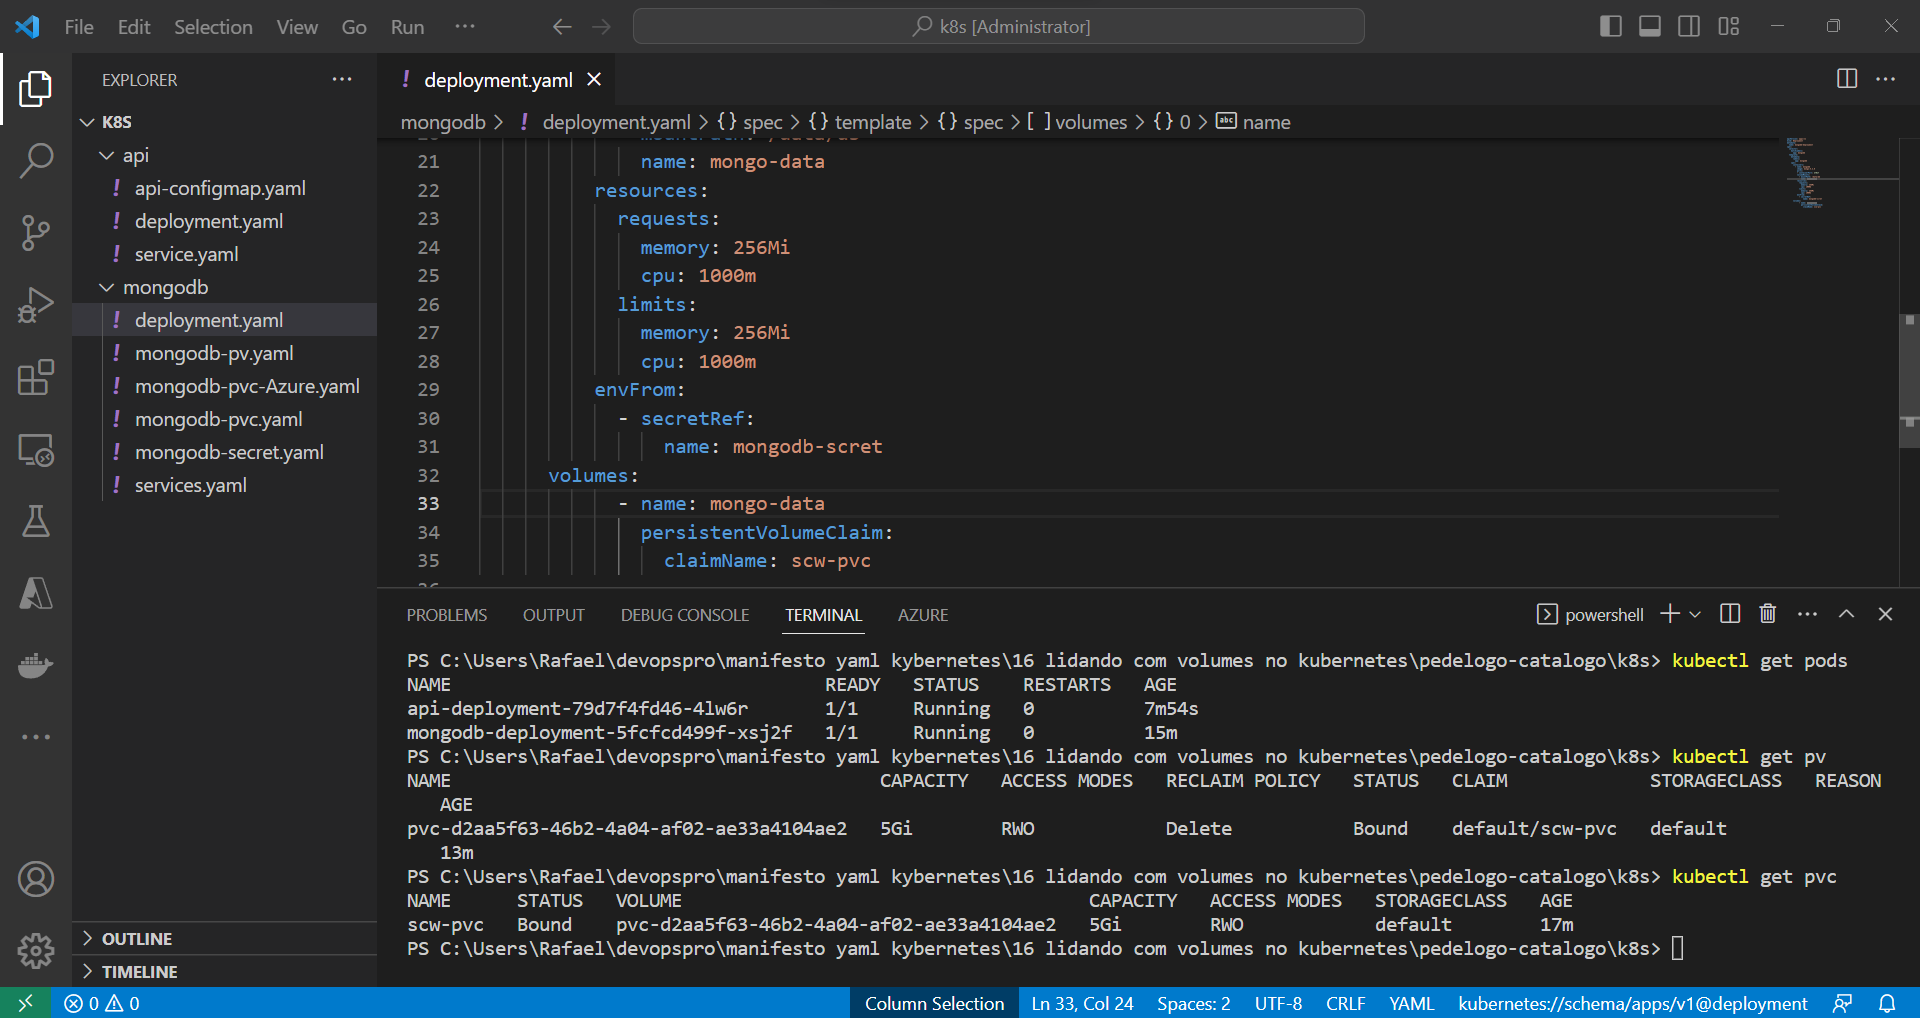 File Edit Selection View Go Run ···
k8s [Administrator]
EXPLORER
K8S
api
! api-configmap.yaml
! deployment.yaml
! service.yaml
mongodb
! deployment.yaml
! mongodb-pv.yaml
! mongodb-pvc-Azure.yaml
! mongodb-pvc.yaml
! mongodb-secret.yaml
! services.yaml
OUTLINE
TIMELINE
! deployment.yaml
mongodb > ! deployment.yaml > {} spec > {} template > {} spec > [ ] volumes > {} 0 > abc name
21 name: mongo-data
22 resources:
23 requests:
24 memory: 256Mi
25 cpu: 1000m
26 limits:
27 memory: 256Mi
28 cpu: 1000m
29 envFrom:
30 - secretRef:
31 name: mongodb-scret
32 volumes:
33 - name: mongo-data
34 persistentVolumeClaim:
35 claimName: scw-pvc
PROBLEMS OUTPUT DEBUG CONSOLE TERMINAL AZURE
powershell
PS C:\Users\Rafael\devopspro\manifesto yaml kybernetes\16 lidando com volumes no kubernetes\pedelogo-catalogo\k8s> kubectl get pods
NAME READY STATUS RESTARTS AGE
api-deployment-79d7f4fd46-4lw6r 1/1 Running 0 7m54s
mongodb-deployment-5fcfcd499f-xsj2f 1/1 Running 0 15m
PS C:\Users\Rafael\devopspro\manifesto yaml kybernetes\16 lidando com volumes no kubernetes\pedelogo-catalogo\k8s> kubectl get pv
NAME CAPACITY ACCESS MODES RECLAIM POLICY STATUS CLAIM STORAGECLASS REASON
AGE
pvc-d2aa5f63-46b2-4a04-af02-ae33a4104ae2 5Gi RWO Delete Bound default/scw-pvc default
13m
PS C:\Users\Rafael\devopspro\manifesto yaml kybernetes\16 lidando com volumes no kubernetes\pedelogo-catalogo\k8s> kubectl get pvc
NAME STATUS VOLUME CAPACITY ACCESS MODES STORAGECLASS AGE
scw-pvc Bound pvc-d2aa5f63-46b2-4a04-af02-ae33a4104ae2 5Gi RWO default 17m
PS C:\Users\Rafael\devopspro\manifesto yaml kybernetes\16 lidando com volumes no kubernetes\pedelogo-catalogo\k8s>
0 0 Column Selection Ln 33, Col 24 Spaces: 2 UTF-8 CRLF YAML kubernetes://schema/apps/v1@deployment